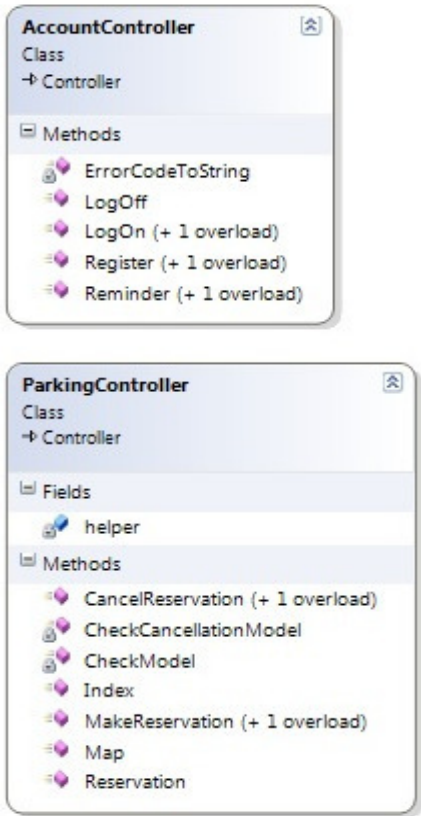 AccountController
Class
Controller
Methods
ErrorCodeToString
LogOff
LogOn (+ 1 overload)
Register (+ 1 overload)
Reminder (+ 1 overload)
ParkingController
Class
Controller
Fields
helper
Methods
CancelReservation (+ 1 overload)
CheckCancellationModel
CheckModel
Index
MakeReservation (+ 1 overload)
Map
Reservation